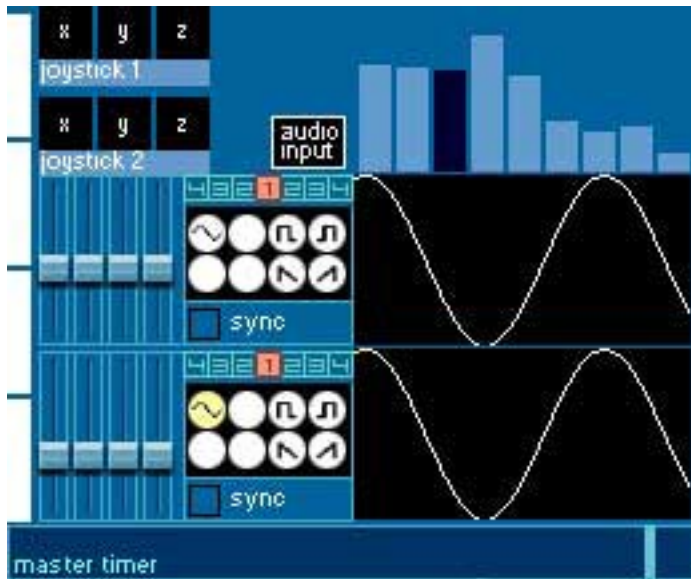 x y z
joystick 1
x y z
joystick 2
audio
input
4 3 2 1 2 3 4
sync
4 3 2 1 2 3 4
sync
master timer